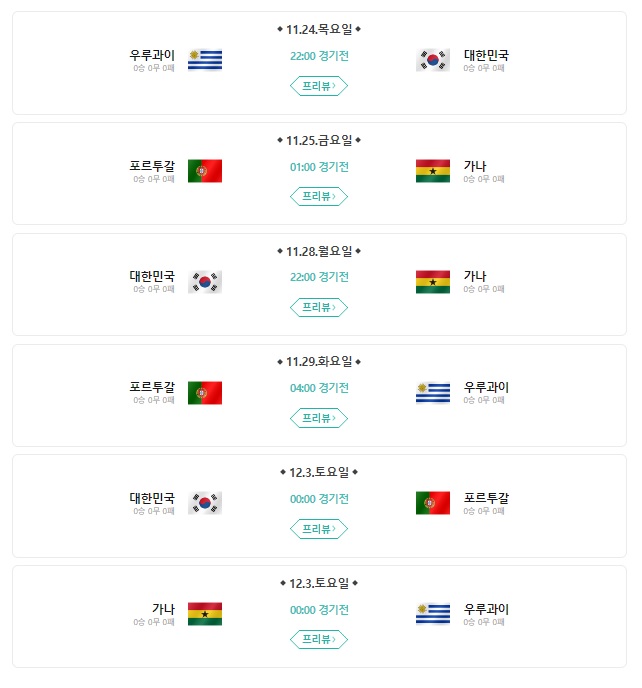 ◆ 11.24.목요일 ◆
우루과이 22:00 경기전 대한민국
0승 0무 0패 0승 0무 0패
프리뷰>
◆ 11.25.금요일 ◆
포르투갈 01:00 경기전 가나
0승 0무 0패 0승 0무 0패
프리뷰>
◆ 11.28.월요일 ◆
대한민국 22:00 경기전 가나
0승 0무 0패 0승 0무 0패
프리뷰>
◆ 11.29.화요일 ◆
포르투갈 04:00 경기전 우루과이
0승 0무 0패 0승 0무 0패
프리뷰>
◆ 12.3.토요일 ◆
대한민국 00:00 경기전 포르투갈
0승 0무 0패 0승 0무 0패
프리뷰>
◆ 12.3.토요일 ◆
가나 00:00 경기전 우루과이
0승 0무 0패 0승 0무 0패
프리뷰>